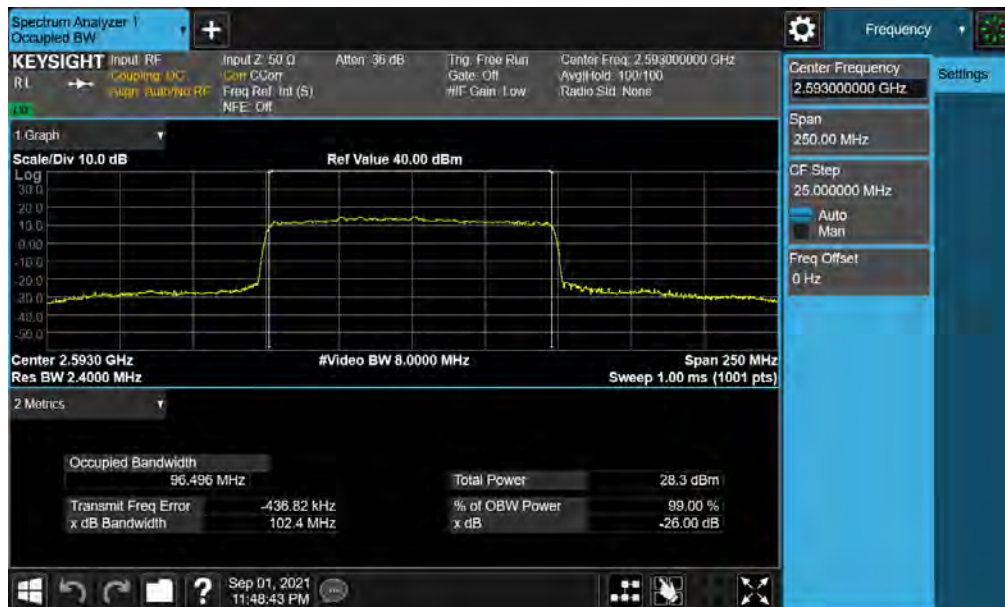 Spectrum Analyzer 1
Occupied BW
+
Frequency
KEYSIGHT
Input: RF
Input Z: 50 Ω
Atten: 36 dB
Trig: Free Run
Center Freq: 2.593000000 GHz
RL
Coupling: DC
Corr CCorr
Gate: Off
Avg|Hold: 100/100
Align: Auto/No RF
Freq Ref: Int (S)
#IF Gain: Low
Radio Std: None
NFE: Off
1 Graph
Scale/Div 10.0 dB
Ref Value 40.00 dBm
Log
30.0
20.0
10.0
0.00
-10.0
-20.0
-30.0
-40.0
-50.0
Center 2.5930 GHz
#Video BW 8.0000 MHz
Span 250 MHz
Res BW 2.4000 MHz
Sweep 1.00 ms (1001 pts)
2 Metrics
Occupied Bandwidth
96.496 MHz
Total Power
28.3 dBm
Transmit Freq Error
-436.82 kHz
% of OBW Power
99.00 %
x dB Bandwidth
102.4 MHz
x dB
-26.00 dB
Center Frequency
2.593000000 GHz
Settings
Span
250.00 MHz
CF Step
25.000000 MHz
Auto
Man
Freq Offset
0 Hz
?
Sep 01, 2021
11:48:43 PM